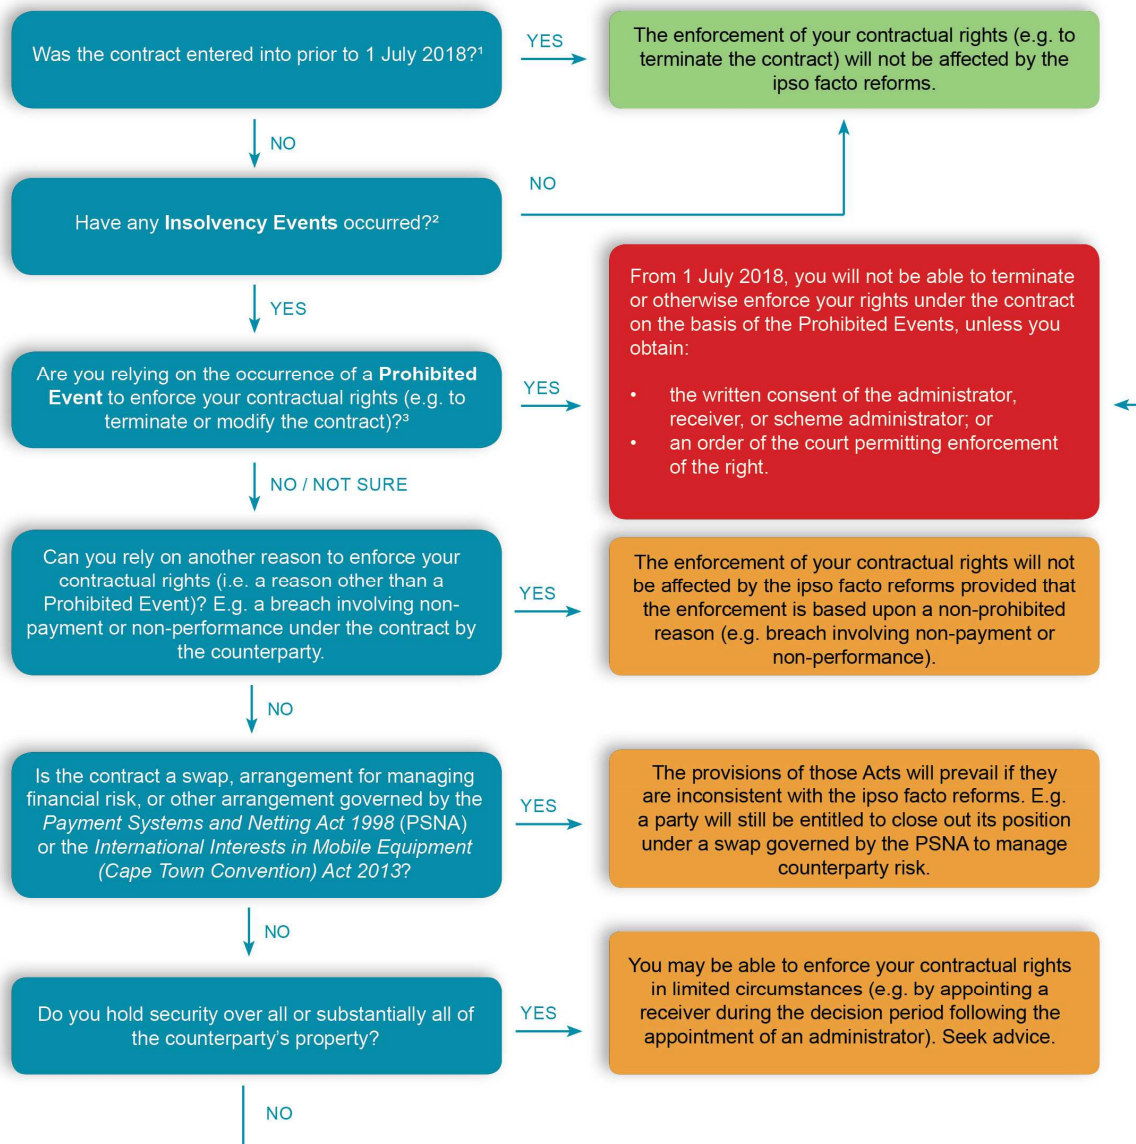 Was the contract entered into prior to 1 July 2018?¹
YES
The enforcement of your contractual rights (e.g. to
terminate the contract) will not be affected by the
ipso facto reforms.
NO
Have any Insolvency Events occurred?²
NO
YES
From 1 July 2018, you will not be able to terminate
or otherwise enforce your rights under the contract
on the basis of the Prohibited Events, unless you
obtain:
• the written consent of the administrator,
receiver, or scheme administrator; or
• an order of the court permitting enforcement
of the right.
Are you relying on the occurrence of a Prohibited
Event to enforce your contractual rights (e.g. to
terminate or modify the contract)?³
YES
NO / NOT SURE
Can you rely on another reason to enforce your
contractual rights (i.e. a reason other than a
Prohibited Event)? E.g. a breach involving non-
payment or non-performance under the contract by
the counterparty.
YES
The enforcement of your contractual rights will not
be affected by the ipso facto reforms provided that
the enforcement is based upon a non-prohibited
reason (e.g. breach involving non-payment or
non-performance).
NO
Is the contract a swap, arrangement for managing
financial risk, or other arrangement governed by the
Payment Systems and Netting Act 1998 (PSNA)
or the International Interests in Mobile Equipment
(Cape Town Convention) Act 2013?
YES
The provisions of those Acts will prevail if they
are inconsistent with the ipso facto reforms. E.g.
a party will still be entitled to close out its position
under a swap governed by the PSNA to manage
counterparty risk.
NO
Do you hold security over all or substantially all of
the counterparty's property?
YES
You may be able to enforce your contractual rights
in limited circumstances (e.g. by appointing a
receiver during the decision period following the
appointment of an administrator). Seek advice.
NO